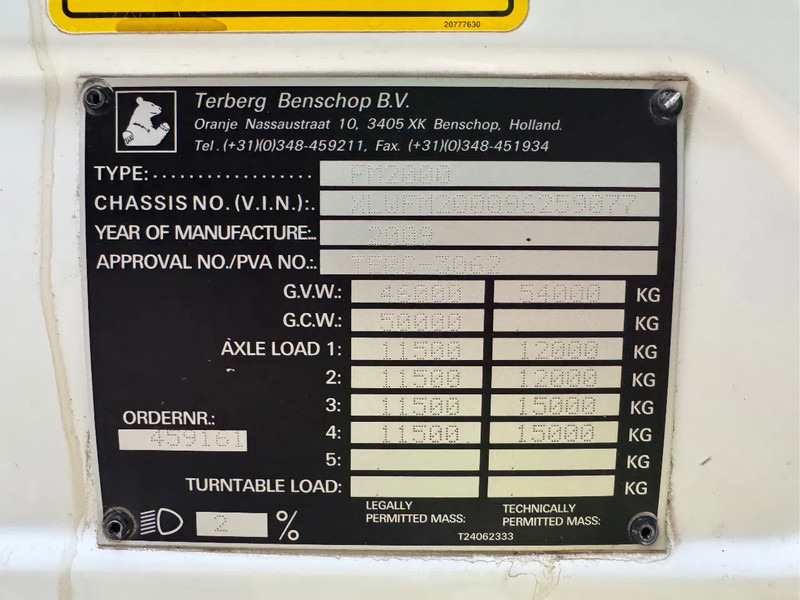 20777630
Terberg Benschop B.V.
Oranje Nassaustraat 10, 3405 XK Benschop, Holland.
Tel. (+31)(0)348-459211, Fax. (+31)(0)348-451934
TYPE:.................. FM2000
CHASSIS NO. (V.I.N.):.
YEAR OF MANUFACTURE:.. 2009
APPROVAL NO./PVA NO.:.
G.V.W.: 46000 54000 KG
G.C.W.: 50000 KG
AXLE LOAD 1: 11500 12000 KG
2: 11500 12000 KG
3: 11500 15000 KG
ORDERNR.:
459161
4: 11500 15000 KG
5: KG
TURNTABLE LOAD: KG
2 %
LEGALLY
PERMITTED MASS:
TECHNICALLY
PERMITTED MASS:
T24062333